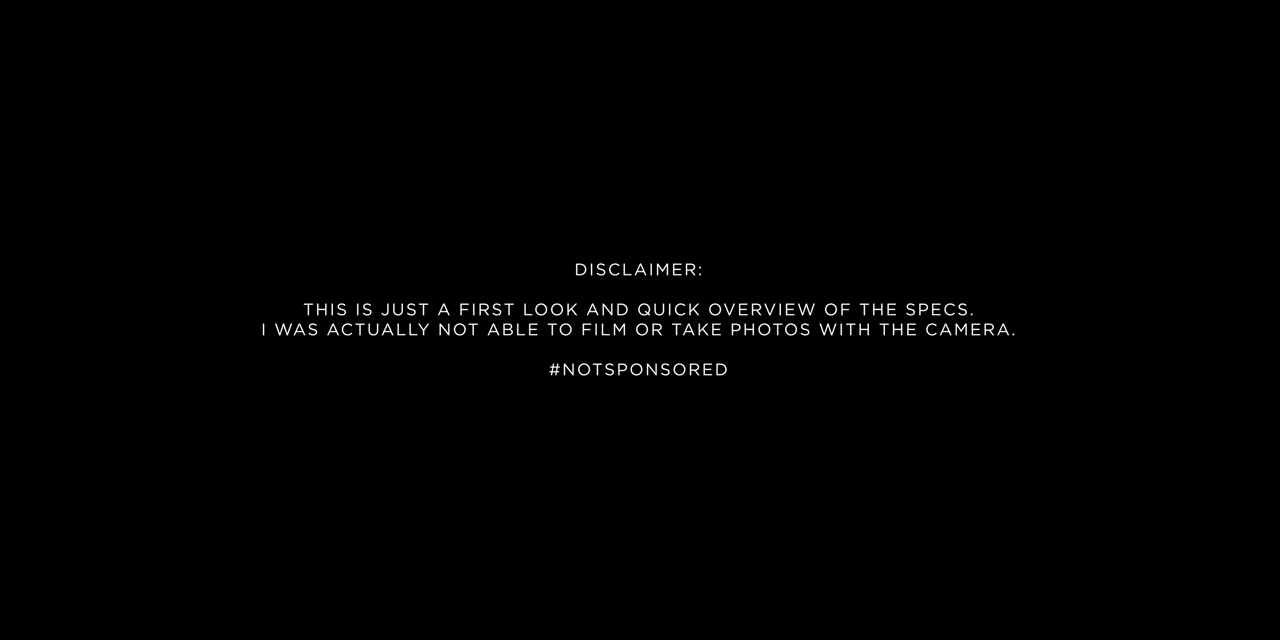 DISCLAIMER:
THIS IS JUST A FIRST LOOK AND QUICK OVERVIEW OF THE SPECS.
I WAS ACTUALLY NOT ABLE TO FILM OR TAKE PHOTOS WITH THE CAMERA.
#NOTSPONSORED